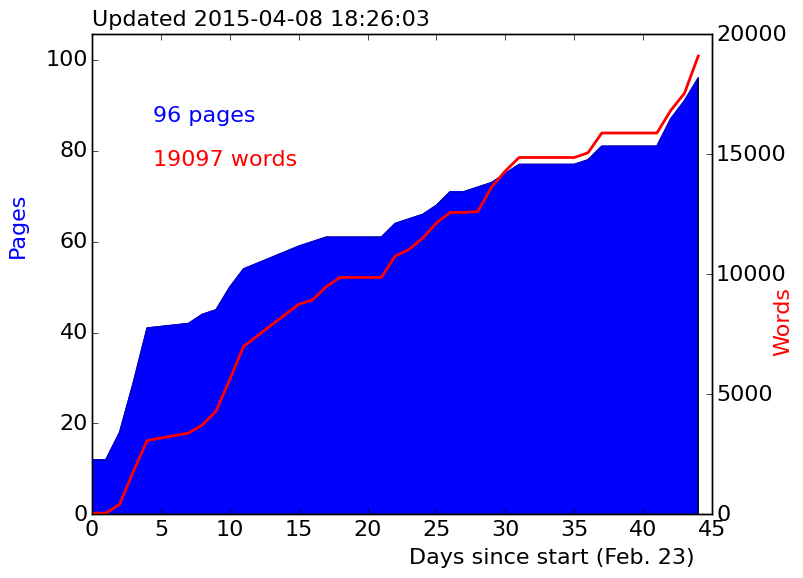 Updated 2015-04-08 18:26:03
100
80
60
40
20
0
Pages
96 pages
19097 words
20000
15000
10000
5000
0
Words
0 5 10 15 20 25 30 35 40 45
Days since start (Feb. 23)